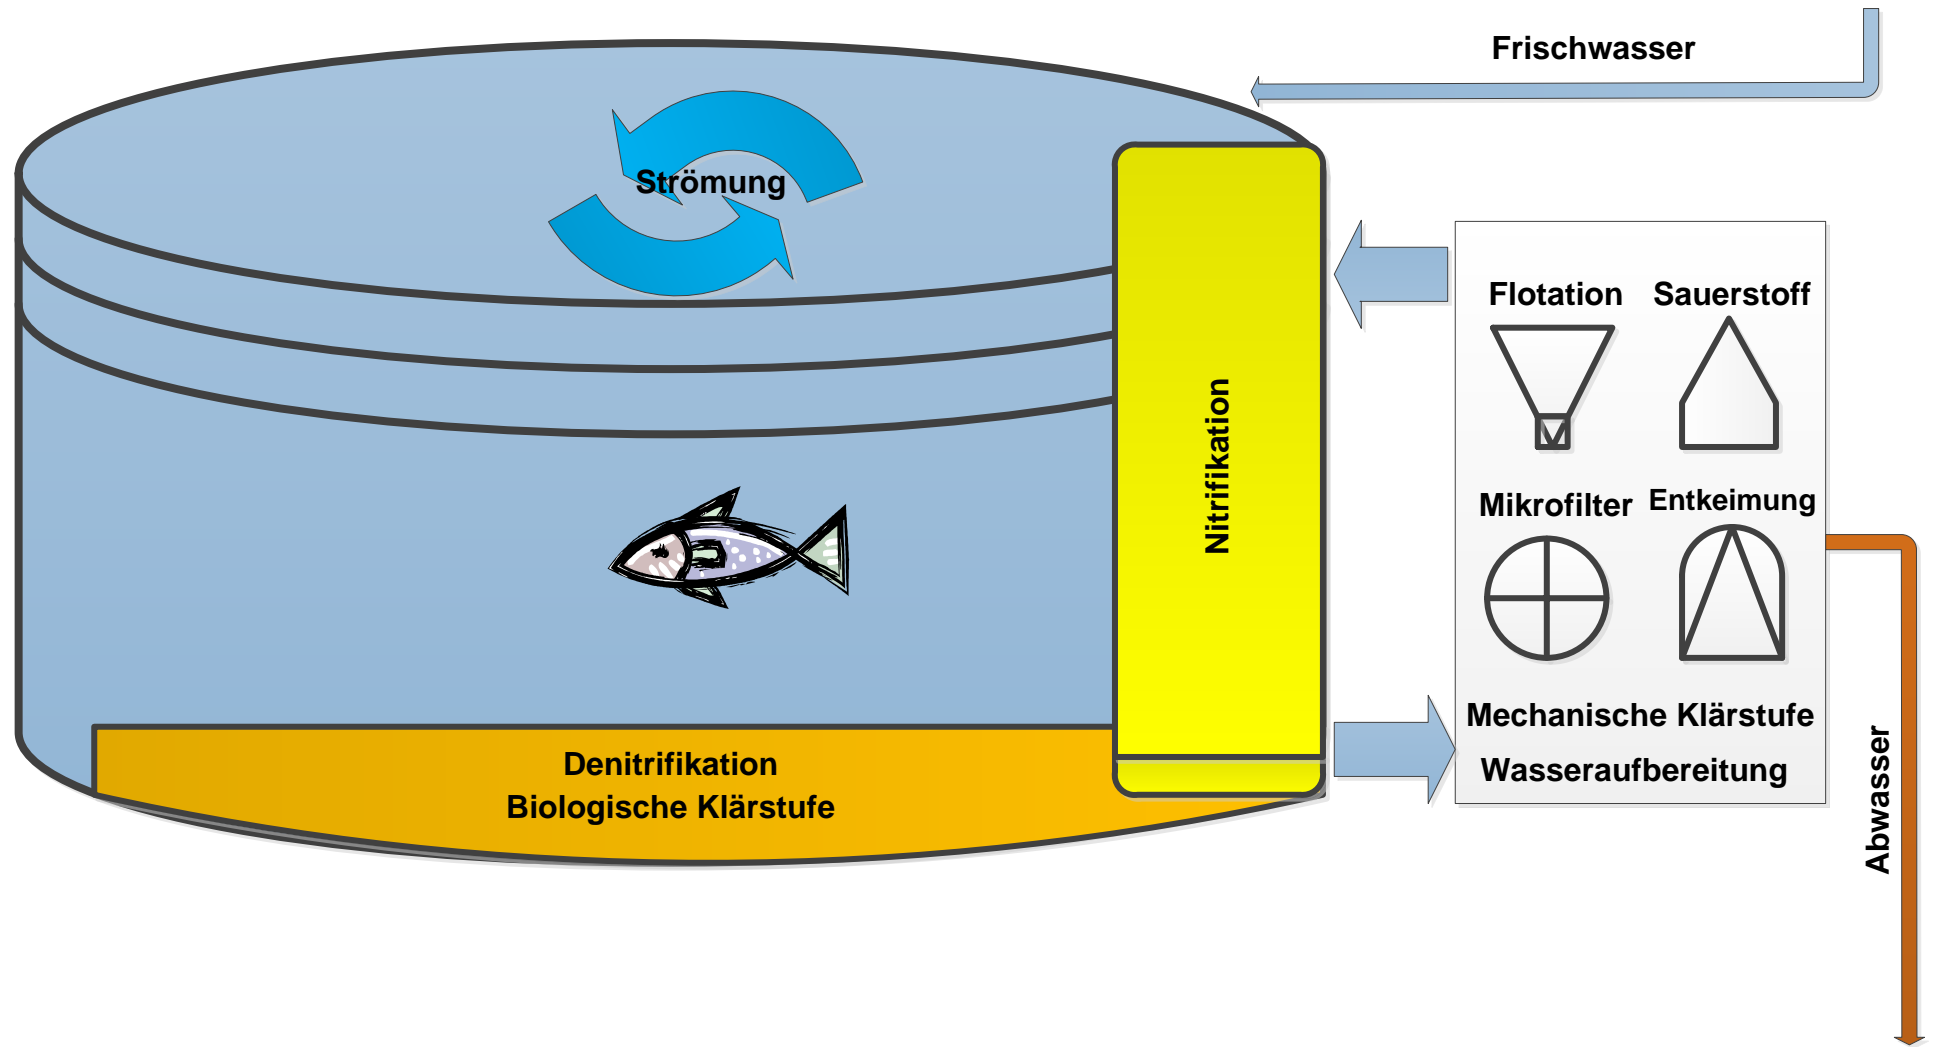 Frischwasser
Strömung
Nitrifikation
Flotation
Sauerstoff
Mikrofilter
Entkeimung
Mechanische Klärstufe
Wasseraufbereitung
Denitrifikation
Biologische Klärstufe
Abwasser